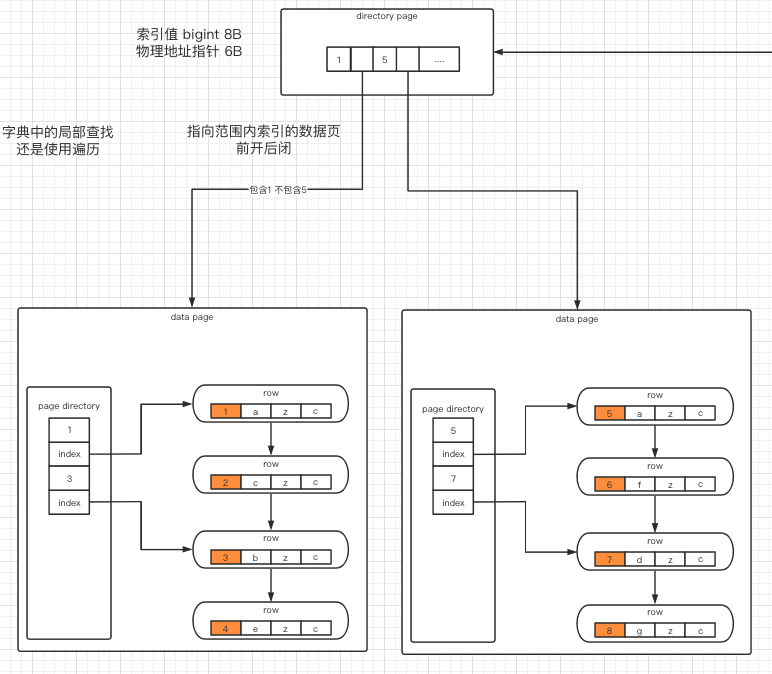 directory page
索引值 bigint 8B
物理地址指针 6B
1 5 ....
字典中的局部查找
还是使用遍历
指向范围内索引的数据页
前开后闭
包含1 不包含5
data page
page directory
1
index
3
index
row
1 a z c
row
2 c z c
row
3 b z c
row
4 e z c
data page
page directory
5
index
7
index
row
5 a z c
row
6 f z c
row
7 d z c
row
8 g z c